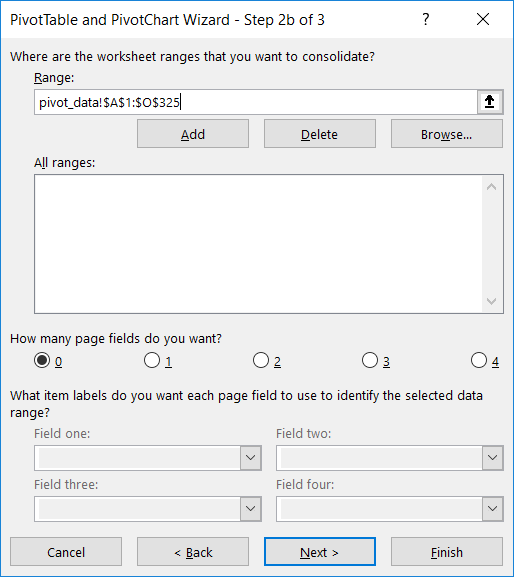 PivotTable and PivotChart Wizard - Step 2b of 3 ?
Where are the worksheet ranges that you want to consolidate?
Range:
pivot_data!$A$1:$O$325
Add Delete Browse...
All ranges:
How many page fields do you want?
0 1 2 3 4
What item labels do you want each page field to use to identify the selected data
range?
Field one: Field two:
Field three: Field four:
Cancel < Back Next > Finish